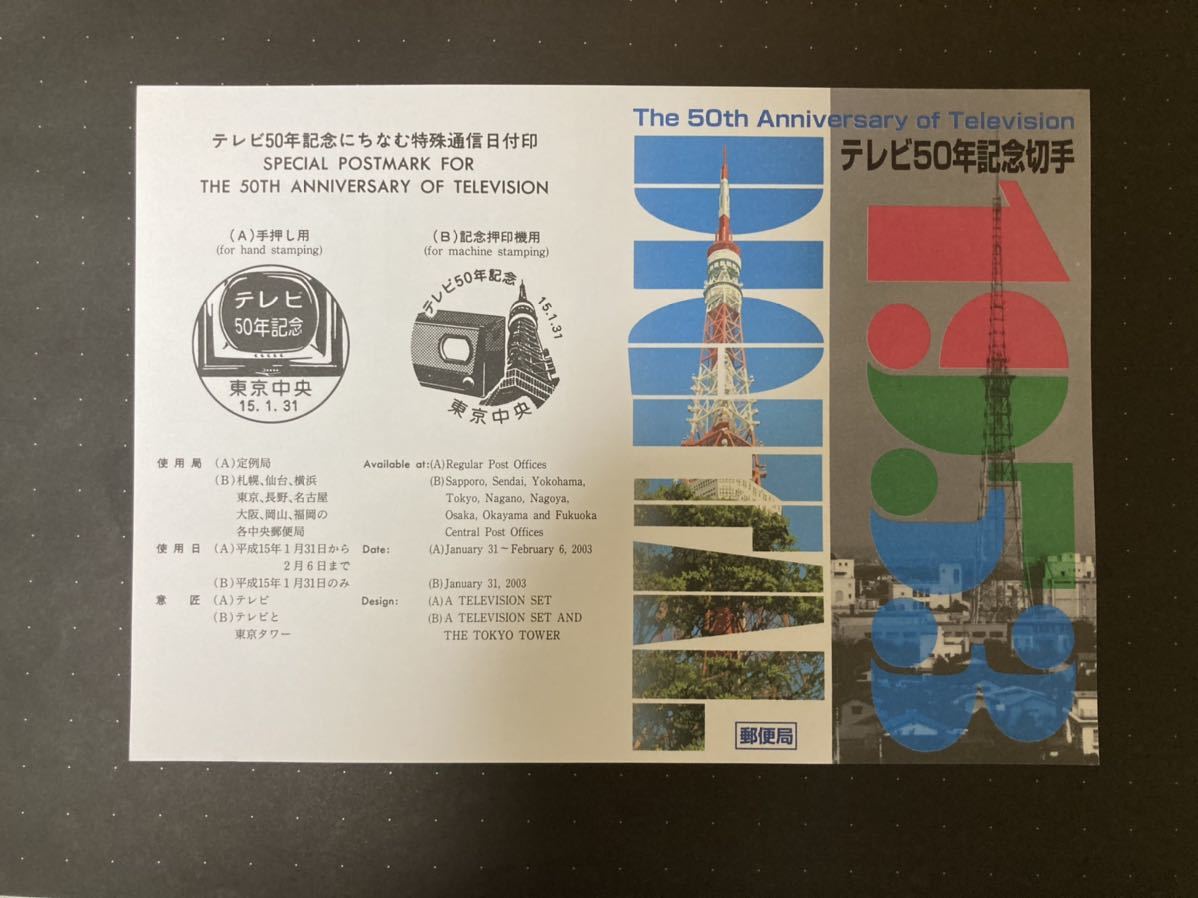 テレビ50年記念にちなむ特殊通信日付印
SPECIAL POSTMARK FOR
THE 50TH ANNIVERSARY OF TELEVISION
(A)手押し用
(for hand stamping)
テレビ
50年記念
東京中央
15.1.31
(B)記念押印機用
(for machine stamping)
テレビ50年記念
15.1.31
東京中央
使用局 (A)定例局
(B)札幌、仙台、横浜
東京、長野、名古屋
大阪、岡山、福岡の
各中央郵便局
使用日 (A)平成15年1月31日から
2月6日まで
(B)平成15年1月31日のみ
意匠 (A)テレビ
(B)テレビと
東京タワー
Available at:(A)Regular Post Offices
(B)Sapporo, Sendai, Yokohama,
Tokyo, Nagano, Nagoya,
Osaka, Okayama and Fukuoka
Central Post Offices
Date: (A)January 31～February 6, 2003
(B)January 31, 2003
Design: (A)A TELEVISION SET
(B)A TELEVISION SET AND
THE TOKYO TOWER
The 50th Anniversary of Television
テレビ50年記念切手
1953
郵便局